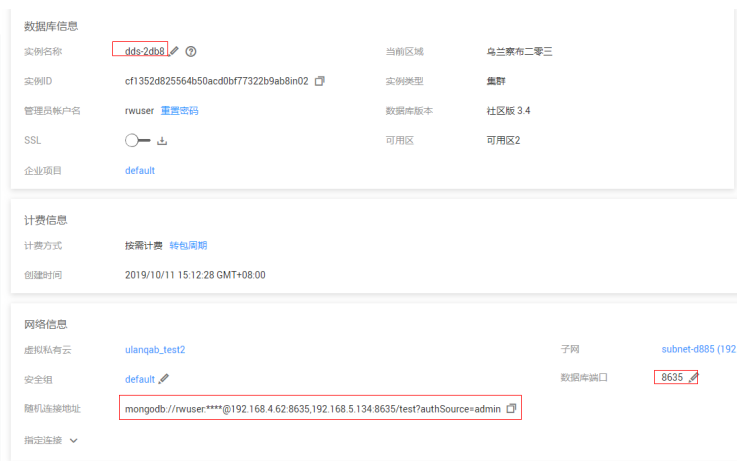 数据库信息
实例名称 dds-2db8 当前区域 乌兰察布二零三
实例ID cf1352d825564b50acd0bf77322b9ab8in02 实例类型 集群
管理员帐户名 rwuser 重置密码 数据库版本 社区版 3.4
SSL 可用区 可用区2
企业项目 default
计费信息
计费方式 按需计费 转包周期
创建时间 2019/10/11 15:12:28 GMT+08:00
网络信息
虚拟私有云 ulanqab_test2 子网 subnet-d885 (192
安全组 default 数据库端口 8635
随机连接地址 mongodb://rwuser:****@192.168.4.62:8635,192.168.5.134:8635/test?authSource=admin
指定连接